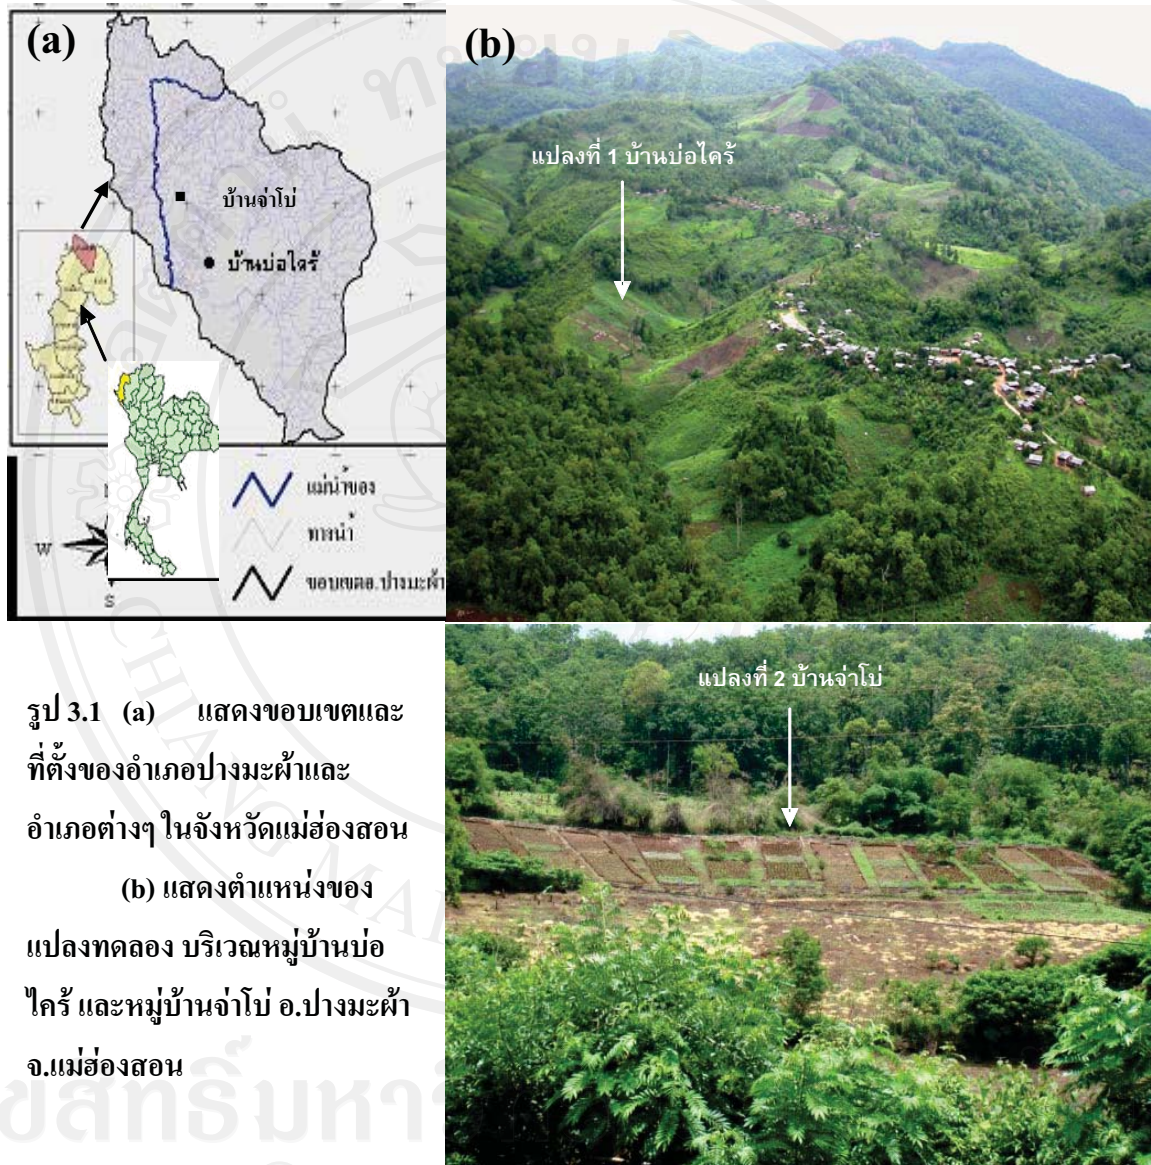 (a)
บ้านจ่าโบ่
บ้านบ่อไคร้
แม่น้ำของ
ทางน้ำ
ขอบเขตอ.ปางมะผ้า
W
S
(b)
แปลงที่ 1 บ้านบ่อไคร้
แปลงที่ 2 บ้านจ่าโบ่
รูป 3.1 (a) แสดงขอบเขตและ
ที่ตั้งของอำเภอปางมะผ้าและ
อำเภอต่างๆ ในจังหวัดแม่ฮ่องสอน
(b) แสดงตำแหน่งของ
แปลงทดลอง บริเวณหมู่บ้านบ่อ
ไคร้ และหมู่บ้านจ่าโบ่ อ.ปางมะผ้า
จ.แม่ฮ่องสอน
CHIANG MAI